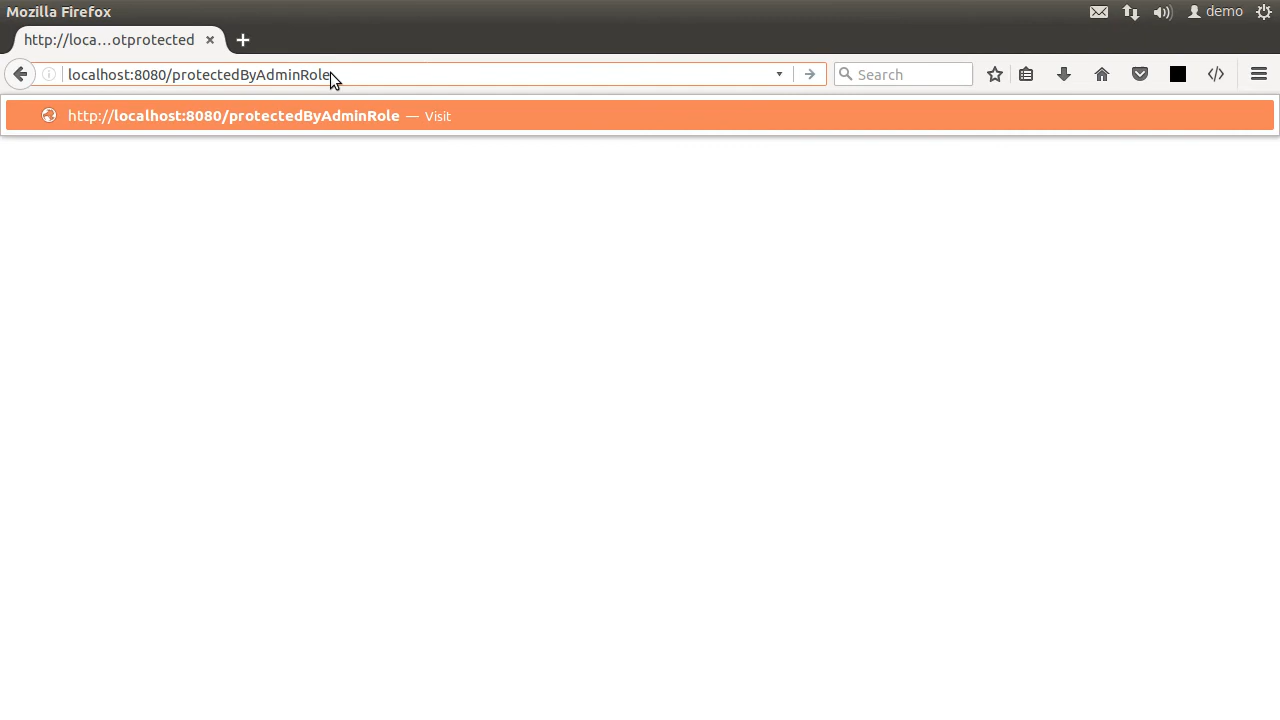 Mozilla Firefox
demo
http://loca...otprotected
localhost:8080/protectedByAdminRole
Search
http://localhost:8080/protectedByAdminRole — Visit